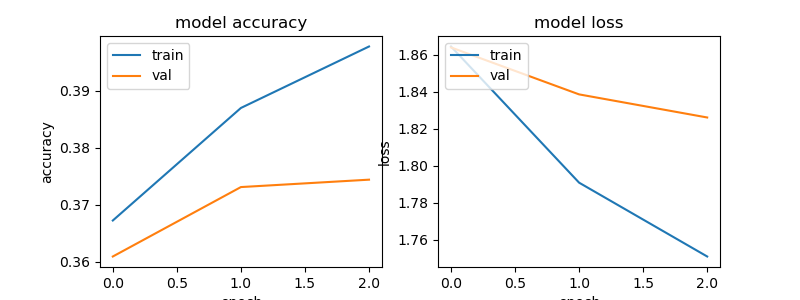 model accuracy
train
val
0.39
0.38
0.37
0.36
accuracy
0.0 0.5 1.0 1.5 2.0
model loss
train
val
1.86
1.84
1.82
1.80
1.78
1.76
loss
0.0 0.5 1.0 1.5 2.0